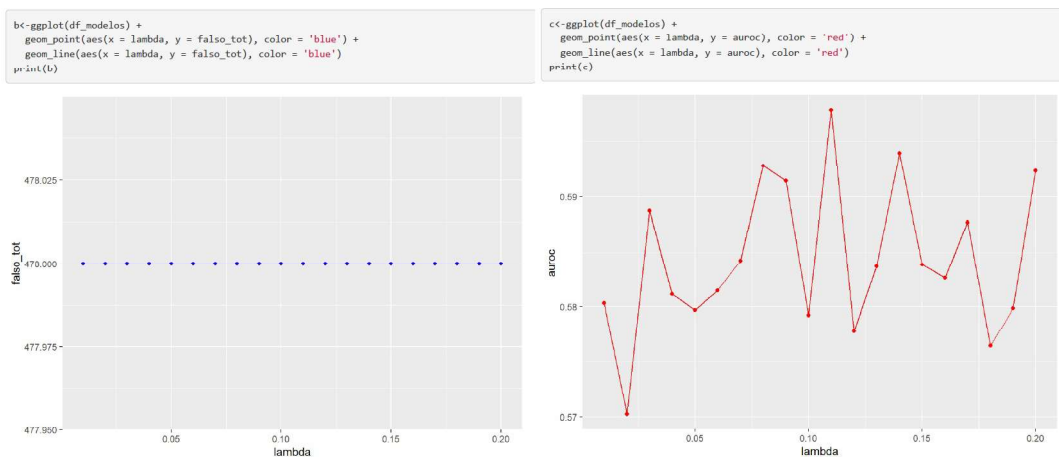 b<-ggplot(df_modelos) +
geom_point(aes(x = lambda, y = falso_tot), color = 'blue') +
geom_line(aes(x = lambda, y = falso_tot), color = 'blue')
print(b)
478.025
470.000
477.975
477.950
falso_tot
0.05
0.10
0.15
0.20
lambda
c<-ggplot(df_modelos) +
geom_point(aes(x = lambda, y = auroc), color = 'red') +
geom_line(aes(x = lambda, y = auroc), color = 'red')
print(c)
0.59
0.58
0.57
auroc
0.05
0.10
0.15
0.20
lambda